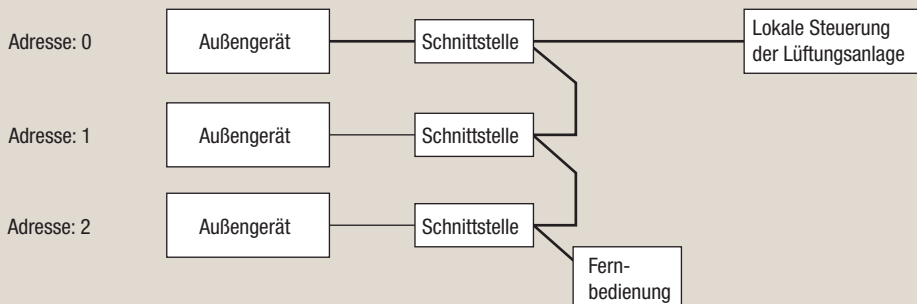 Adresse: 0
Außengerät
Schnittstelle
Lokale Steuerung
der Lüftungsanlage
Adresse: 1
Außengerät
Schnittstelle
Adresse: 2
Außengerät
Schnittstelle
Fern-
bedienung